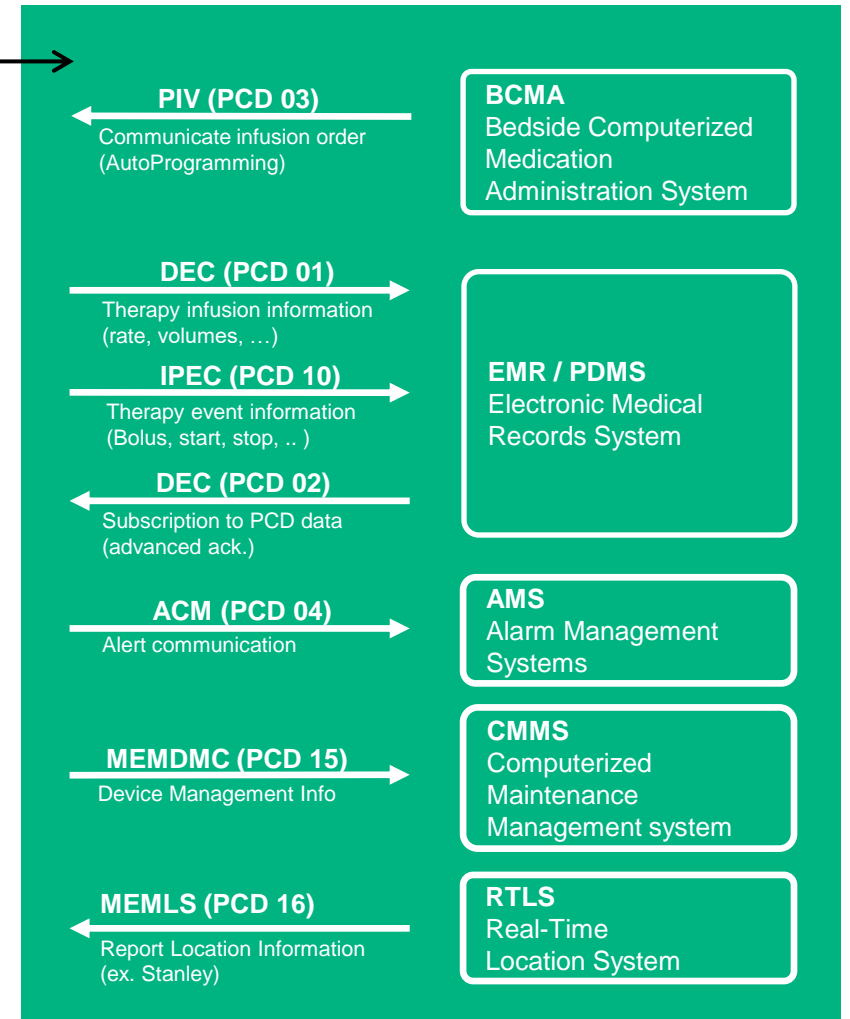 PIV (PCD 03)
Communicate infusion order
(AutoProgramming)
BCMA
Bedside Computerized
Medication
Administration System
DEC (PCD 01)
Therapy infusion information
(rate, volumes, …)
IPEC (PCD 10)
Therapy event information
(Bolus, start, stop, .. )
DEC (PCD 02)
Subscription to PCD data
(advanced ack.)
EMR / PDMS
Electronic Medical
Records System
ACM (PCD 04)
Alert communication
AMS
Alarm Management
Systems
MEMDMC (PCD 15)
Device Management Info
CMMS
Computerized
Maintenance
Management system
MEMLS (PCD 16)
Report Location Information
(ex. Stanley)
RTLS
Real-Time
Location System